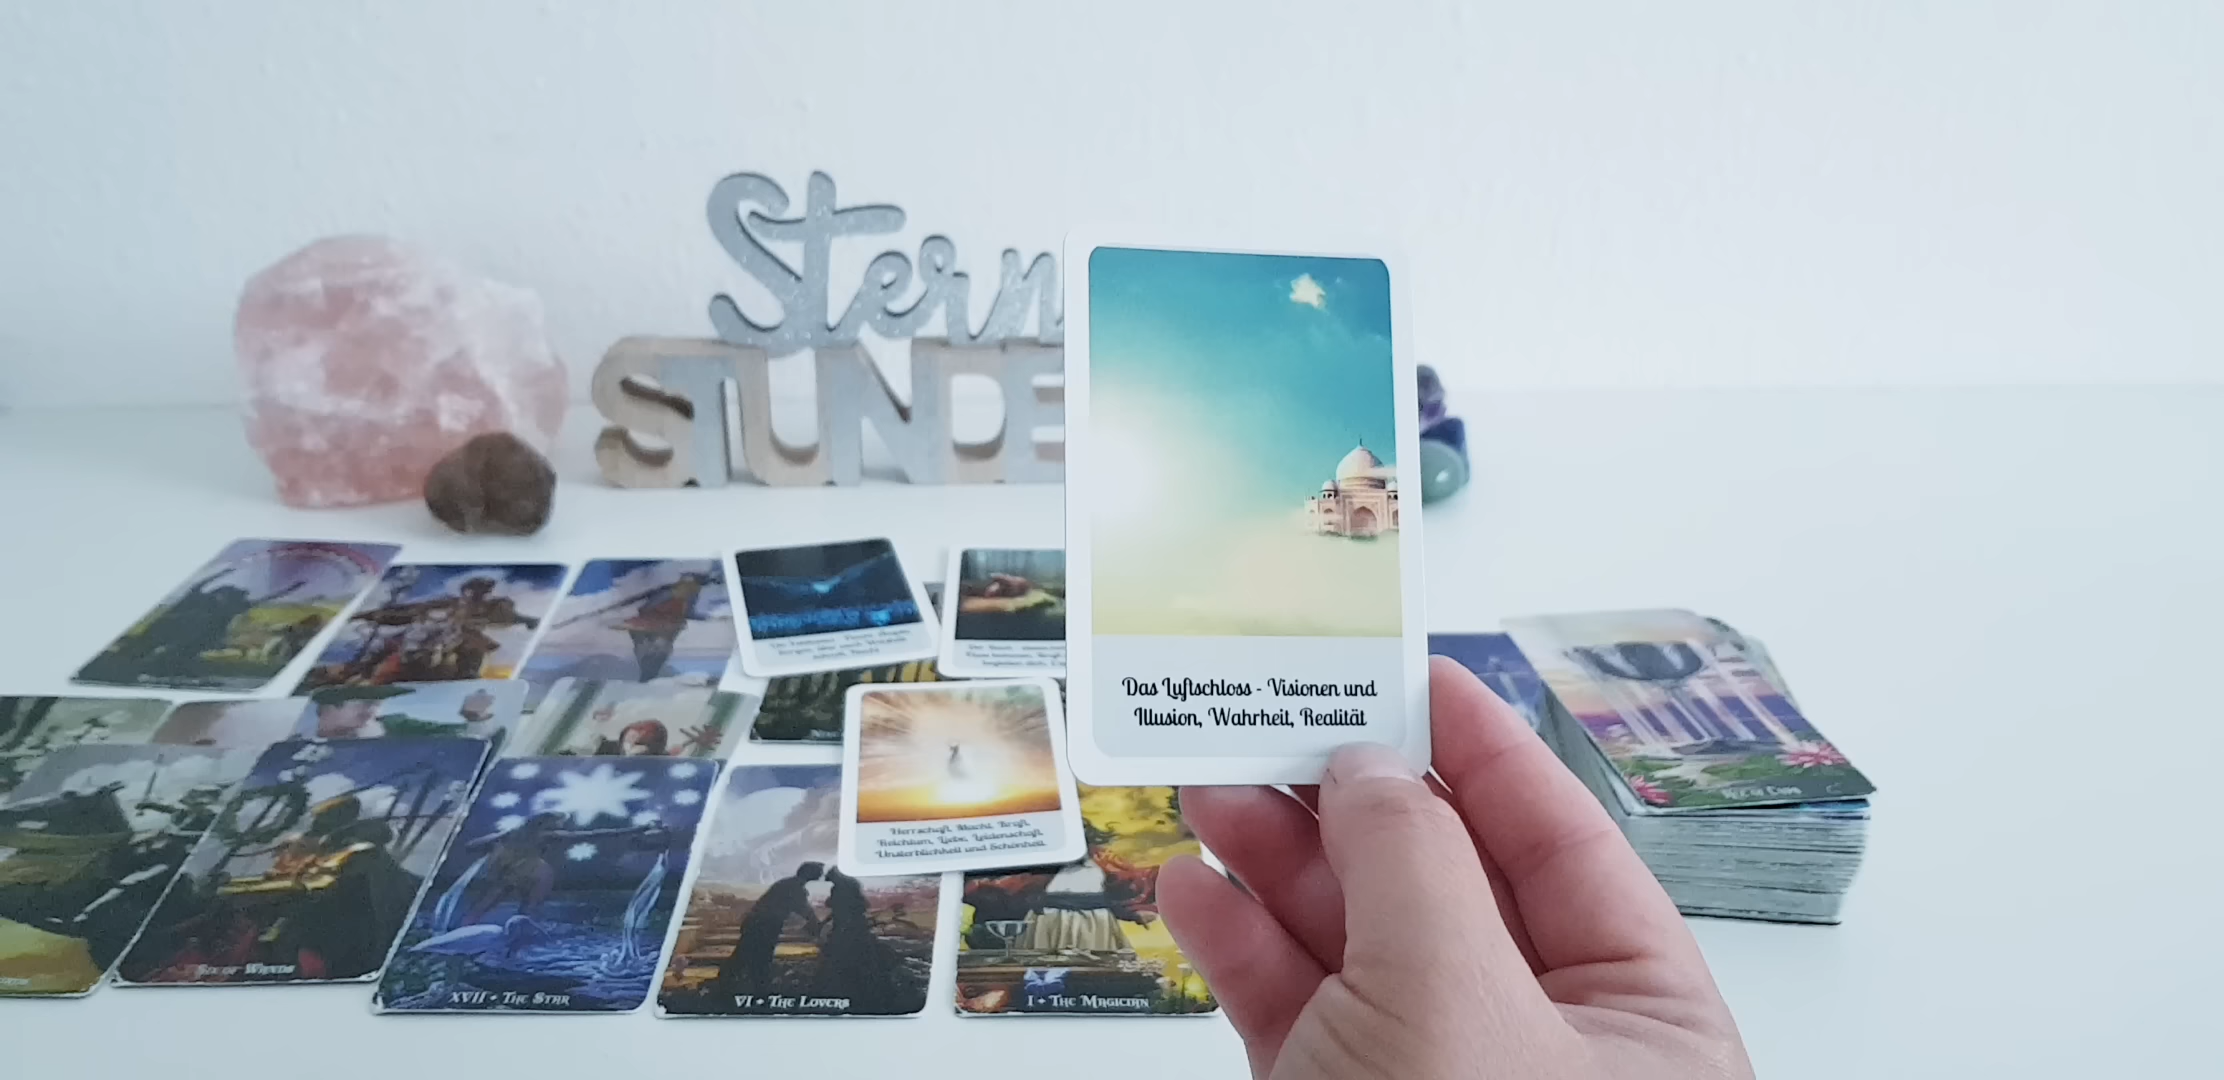 Stern
STUNDE
Das Luftschloss - Visionen und
Illusion, Wahrheit, Realität
Herrschaft, Macht, Kraft,
Reichtum, Liebe, Leidenschaft,
Unsterblichkeit und Schönheit.
SIX OF WANDS
XVII • THE STAR
VI • THE LOVERS
I • THE MAGICIAN